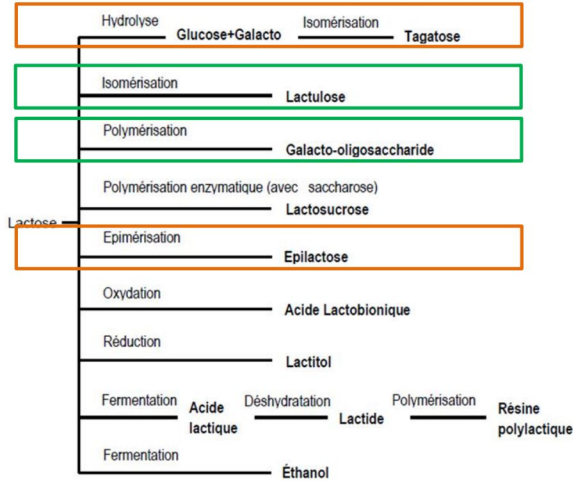 Hydrolyse
Glucose+Galacto
Isomérisation
Tagatose
Isomérisation
Lactulose
Polymérisation
Galacto-oligosaccharide
Polymérisation enzymatique (avec saccharose)
Lactosucrose
Lactose
Epimérisation
Epilactose
Oxydation
Acide Lactobionique
Réduction
Lactitol
Fermentation
Acide
lactique
Déshydratation
Lactide
Polymérisation
Résine
polylactique
Fermentation
Éthanol